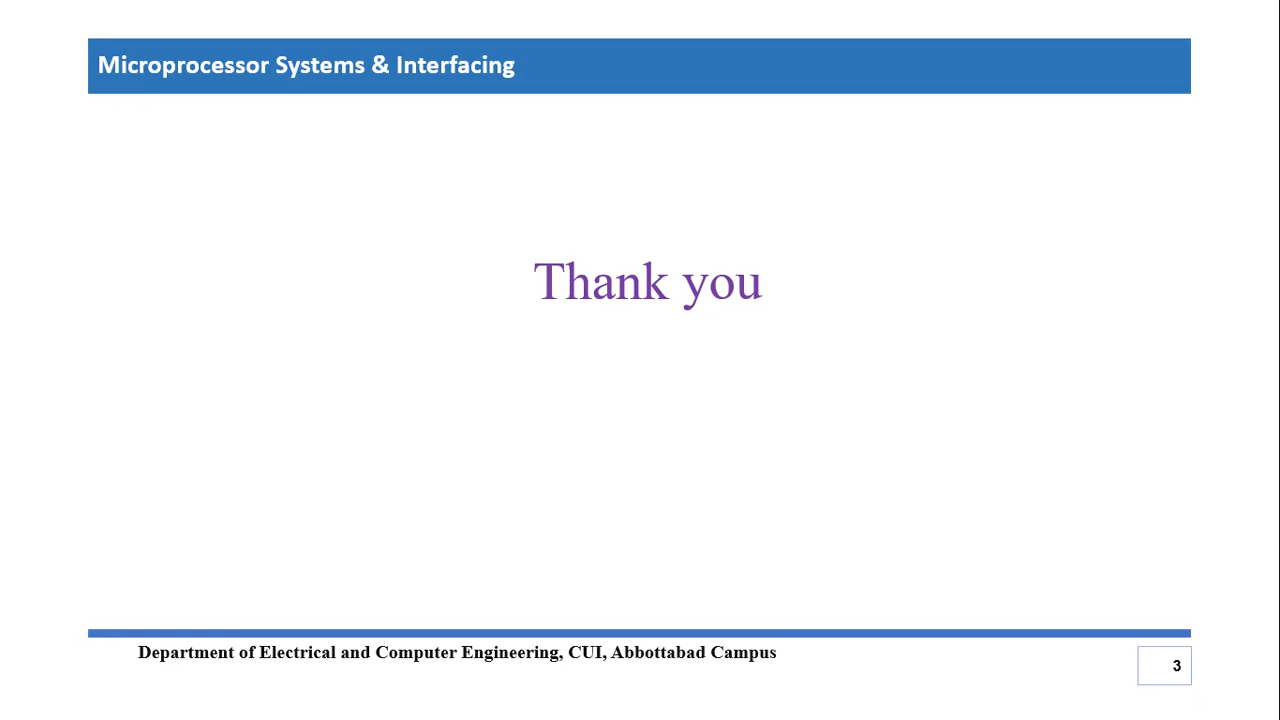 Microprocessor Systems & Interfacing
Thank you
Department of Electrical and Computer Engineering, CUI, Abbottabad Campus
3